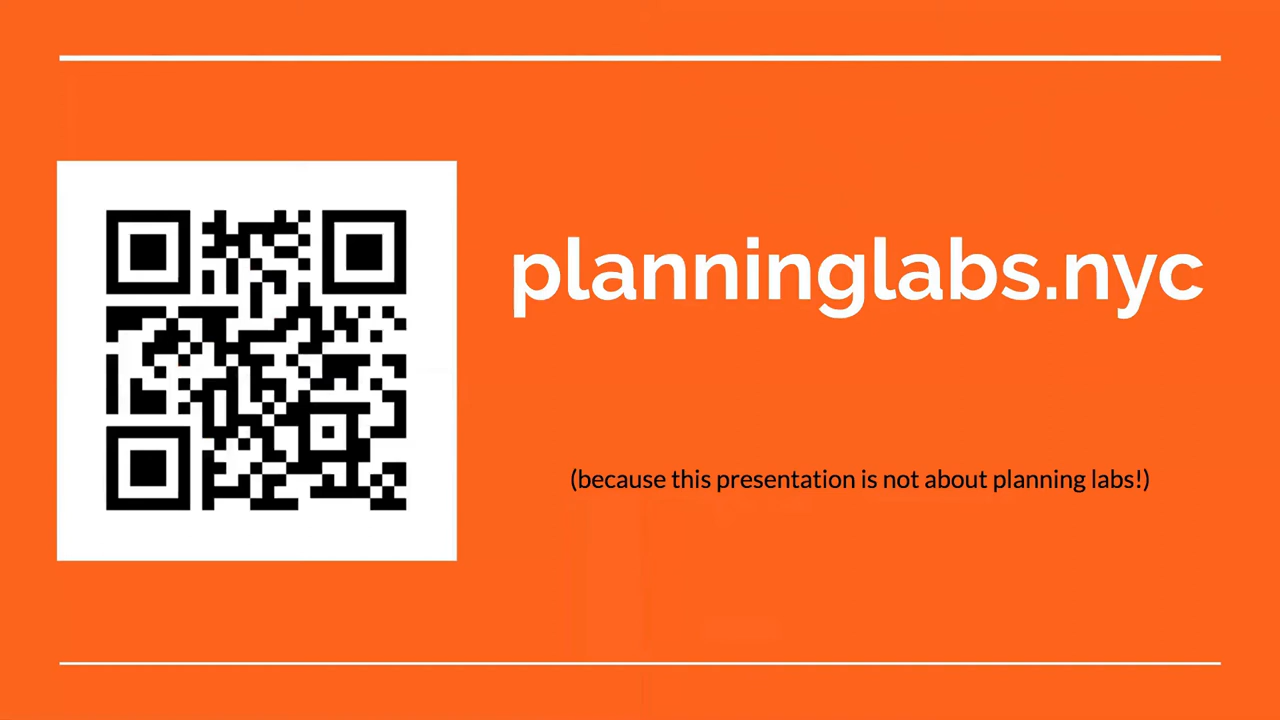 planninglabs.nyc
(because this presentation is not about planning labs!)